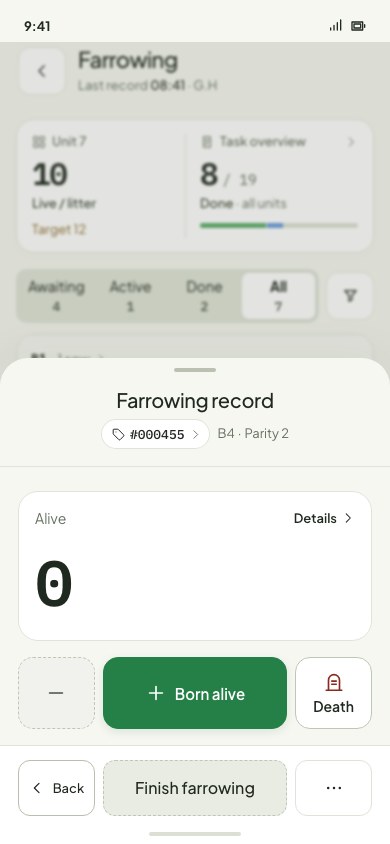 9:41
Farrowing
Last record 08:41 · G.H
Unit 7
Task overview
10
8 / 19
Live / litter
Done · all units
Target 12
Awaiting
Active
Done
All
4
1
2
7
Farrowing record
#000455
B4 · Parity 2
Alive
Details
0
Born alive
Death
Back
Finish farrowing